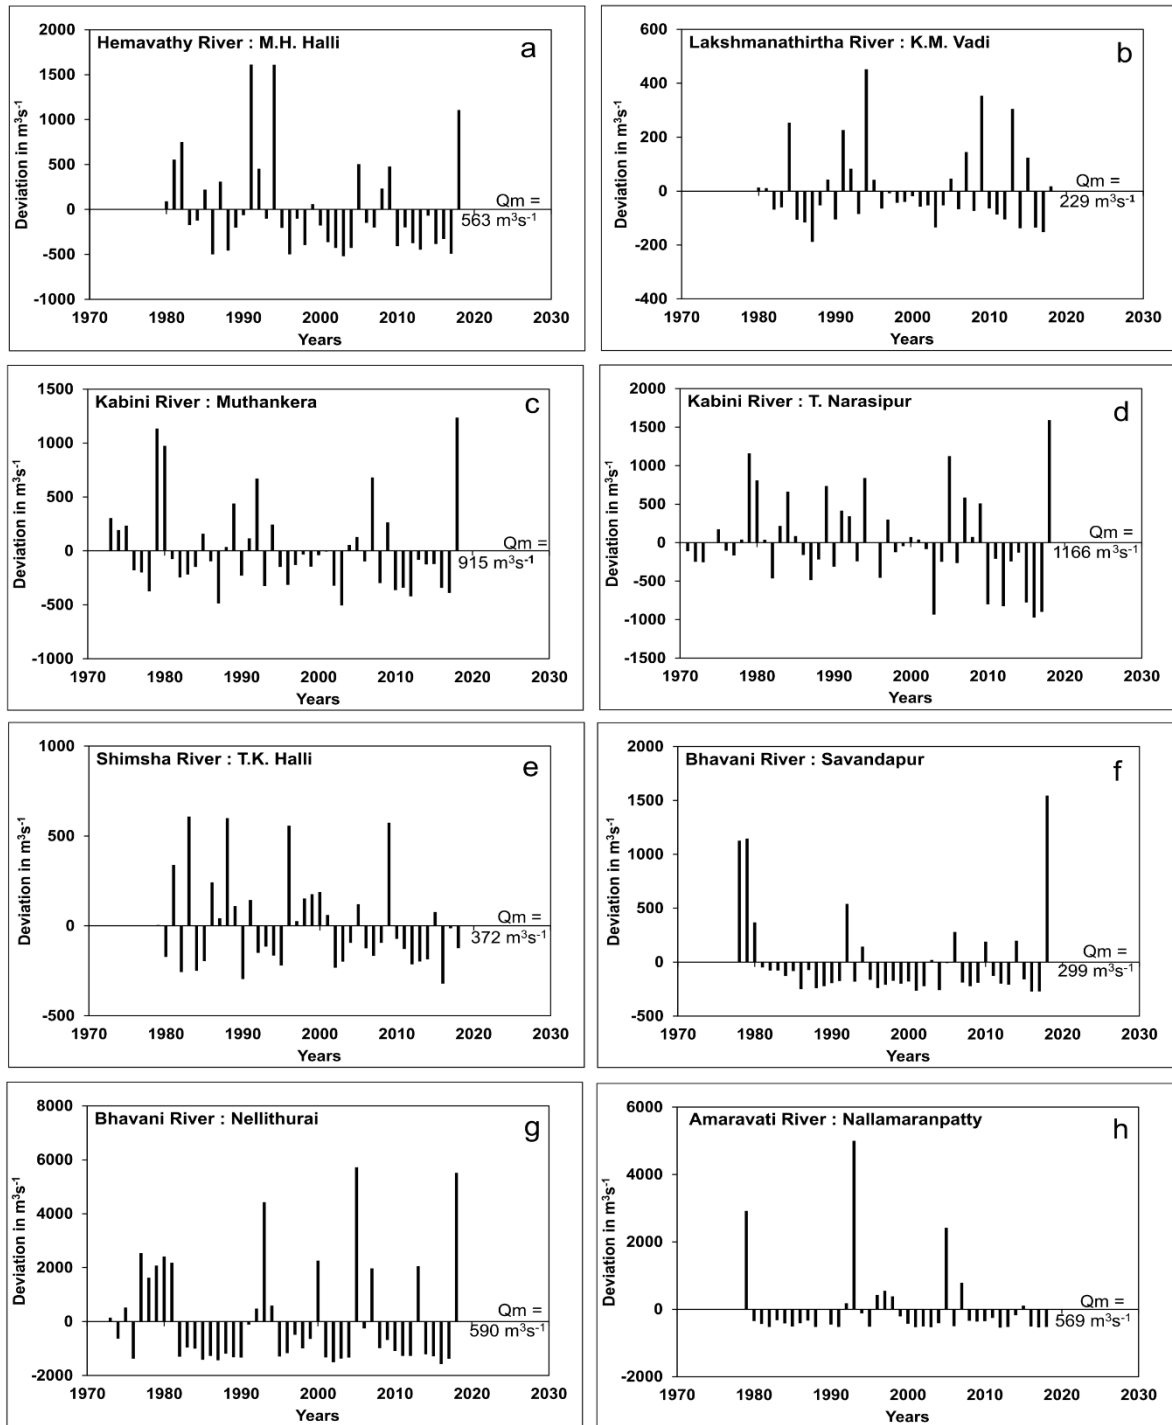 Hemavathy River : M.H. Halli
a
Deviation in m³s⁻¹
2000
1500
1000
500
0
-500
-1000
Qm =
563 m³s⁻¹
1970 1980 1990 2000 2010 2020 2030
Years
Lakshmanathirtha River : K.M. Vadi
b
Deviation in m³s⁻¹
600
400
200
0
-200
-400
Qm =
229 m³s⁻¹
1970 1980 1990 2000 2010 2020 2030
Years
Kabini River : Muthankera
c
Deviation in m³s⁻¹
1500
1000
500
0
-500
-1000
Qm =
915 m³s⁻¹
1970 1980 1990 2000 2010 2020 2030
Years
Kabini River : T. Narasipur
d
Deviation in m³s⁻¹
2000
1500
1000
500
0
-500
-1000
-1500
Qm =
1166 m³s⁻¹
1970 1980 1990 2000 2010 2020 2030
Years
Shimsha River : T.K. Halli
e
Deviation in m³s⁻¹
1000
500
0
-500
Qm =
372 m³s⁻¹
1970 1980 1990 2000 2010 2020 2030
Years
Bhavani River : Savandapur
f
Deviation in m³s⁻¹
2000
1500
1000
500
0
-500
Qm =
299 m³s⁻¹
1970 1980 1990 2000 2010 2020 2030
Years
Bhavani River : Nellithurai
g
Deviation in m³s⁻¹
8000
6000
4000
2000
0
-2000
Qm =
590 m³s⁻¹
1970 1980 1990 2000 2010 2020 2030
Years
Amaravati River : Nallamaranpatty
h
Deviation in m³s⁻¹
6000
4000
2000
0
-2000
Qm =
569 m³s⁻¹
1970 1980 1990 2000 2010 2020 2030
Years